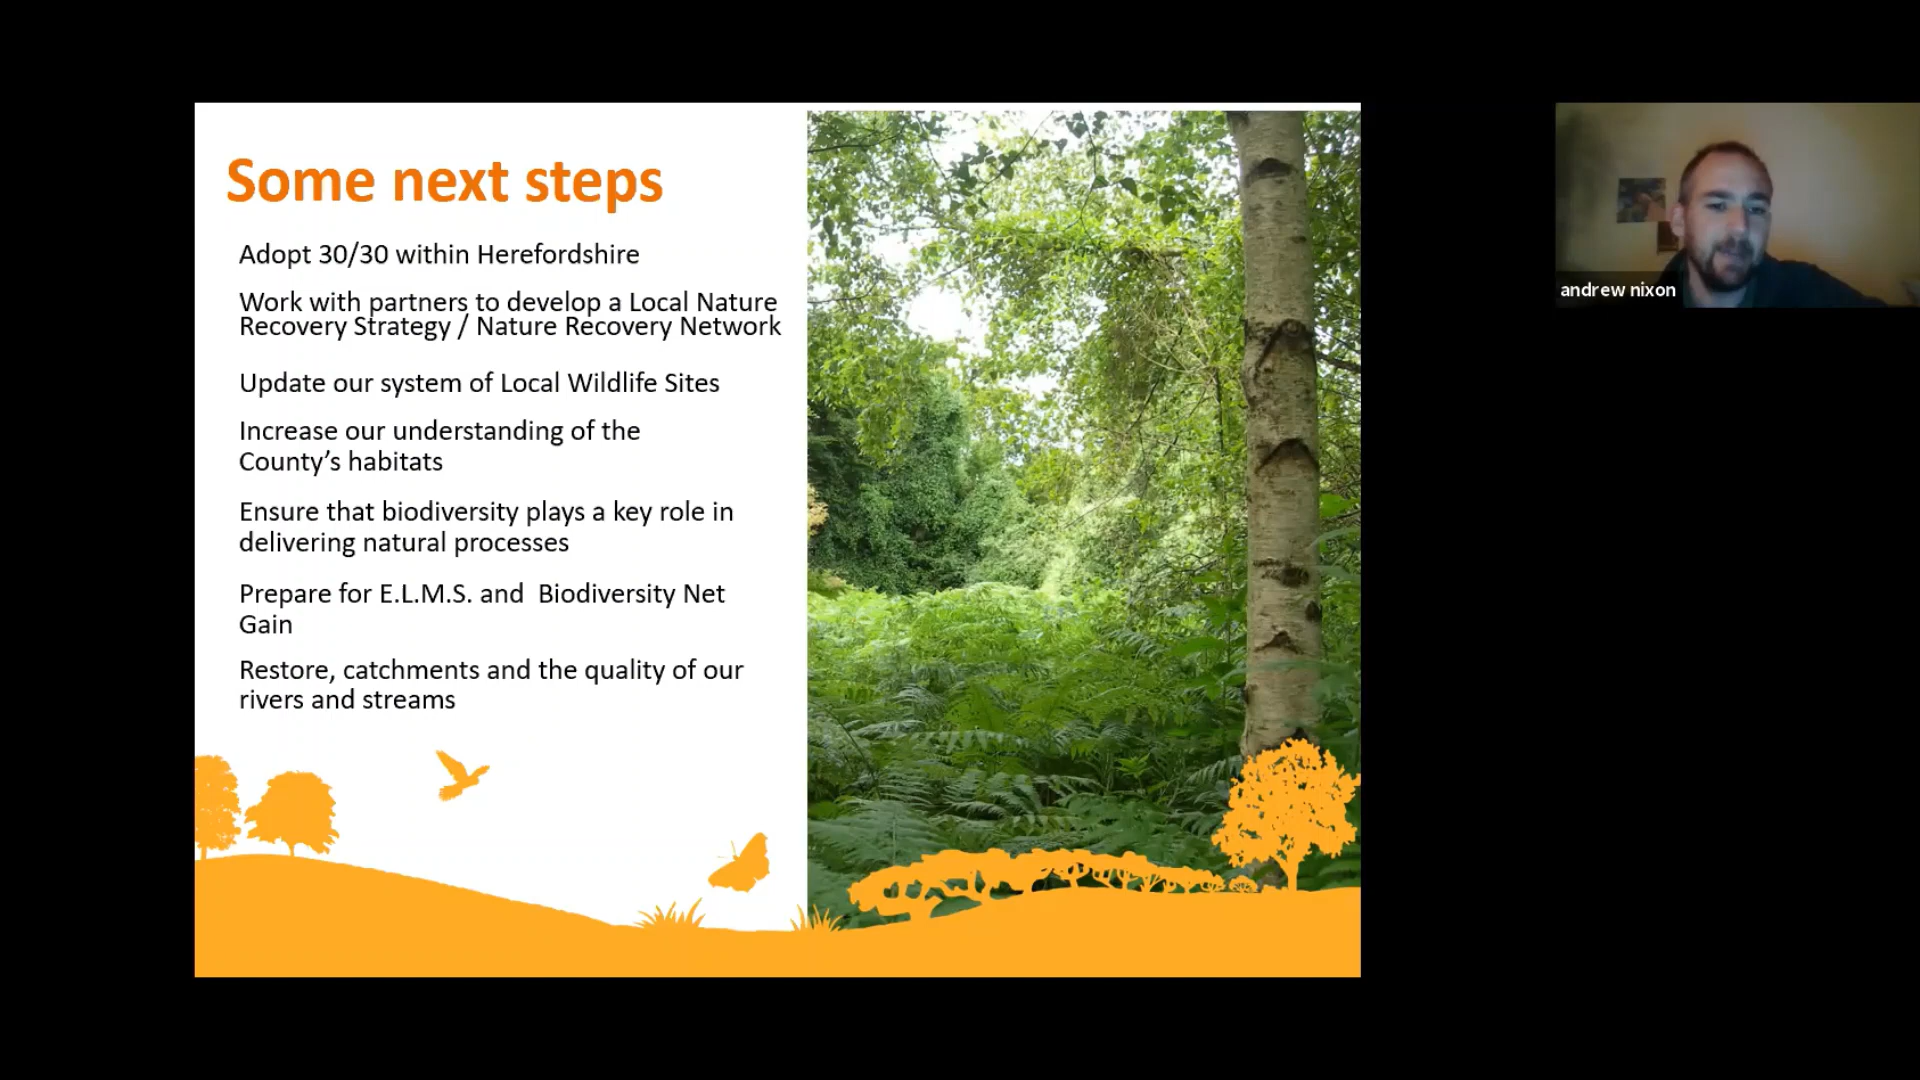 Some next steps
Adopt 30/30 within Herefordshire
Work with partners to develop a Local Nature
Recovery Strategy / Nature Recovery Network
Update our system of Local Wildlife Sites
Increase our understanding of the
County’s habitats
Ensure that biodiversity plays a key role in
delivering natural processes
Prepare for E.L.M.S. and  Biodiversity Net
Gain
Restore, catchments and the quality of our
rivers and streams
andrew nixon